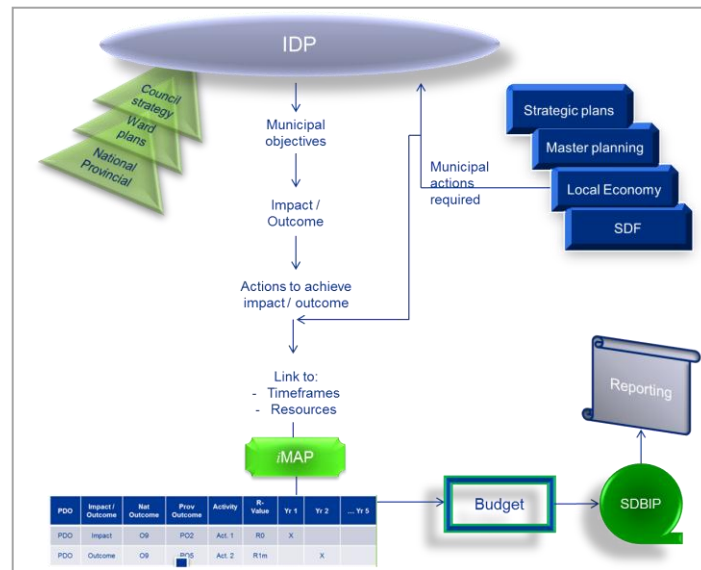 IDP
Council
strategy
Ward
plans
National
Provincial
Municipal
objectives
Impact /
Outcome
Actions to achieve
impact / outcome
Link to:
- Timeframes
- Resources
iMAP
Municipal
actions
required
Strategic plans
Master planning
Local Economy
SDF
Reporting
Budget
SDBIP
PDO Impact / Outcome Nat Outcome Prov Outcome Activity R-Value Yr 1 Yr 2 ... Yr 5
PDO Impact O9 PO2 Act. 1 R0 X
PDO Outcome O9 PO5 Act. 2 R1m X